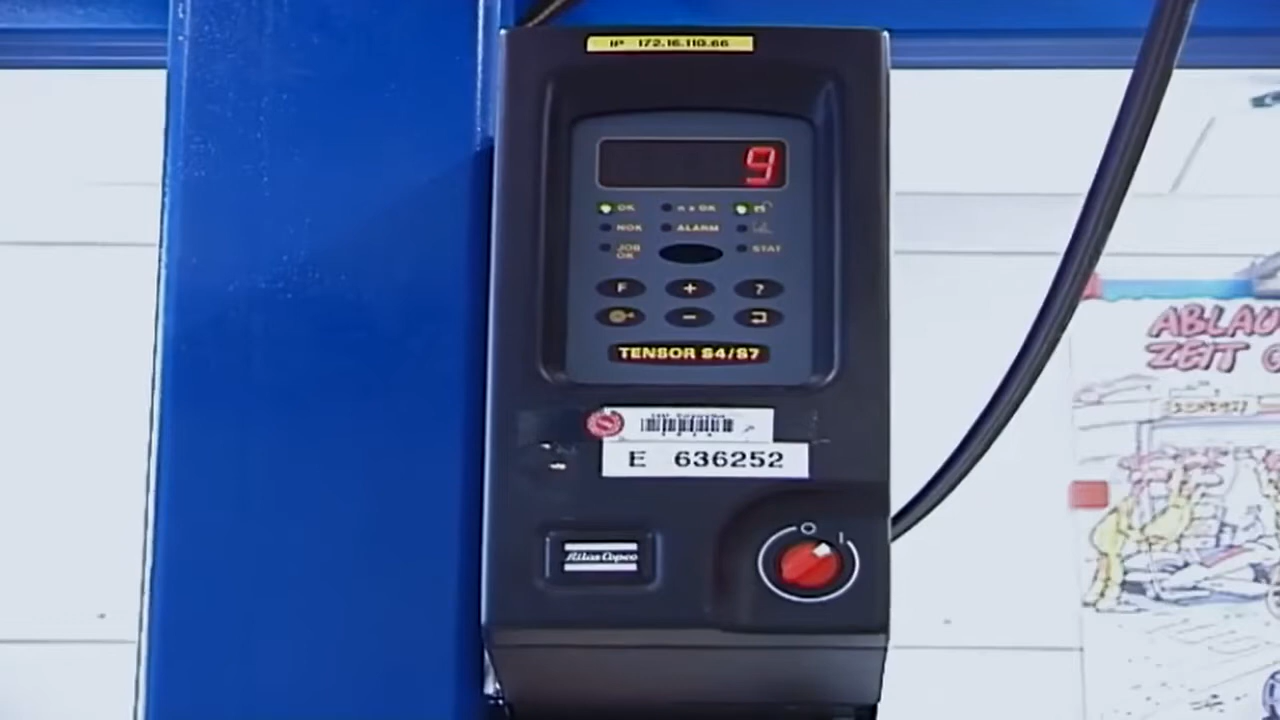 IP 172.16.110.66
9
OK
n x OK
NOK
ALARM
JOB
OK
STAT
F + ?
-
TENSOR S4/S7
E 636252
Atlas Copco
O I
ABLAU
ZEIT G